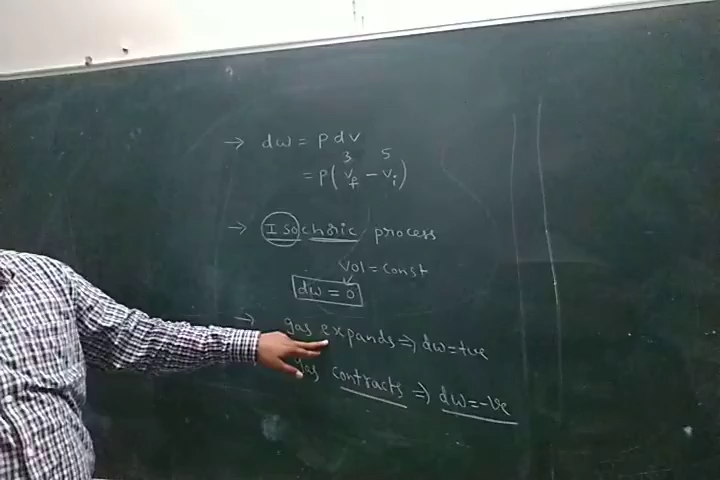 → dw = P dv
3 5
= P(Vf - Vi)
→ Isochoric process
Vol = Const
dw = 0
→ gas expands ⇒ dw=+ve
gas contracts ⇒ dw=-ve